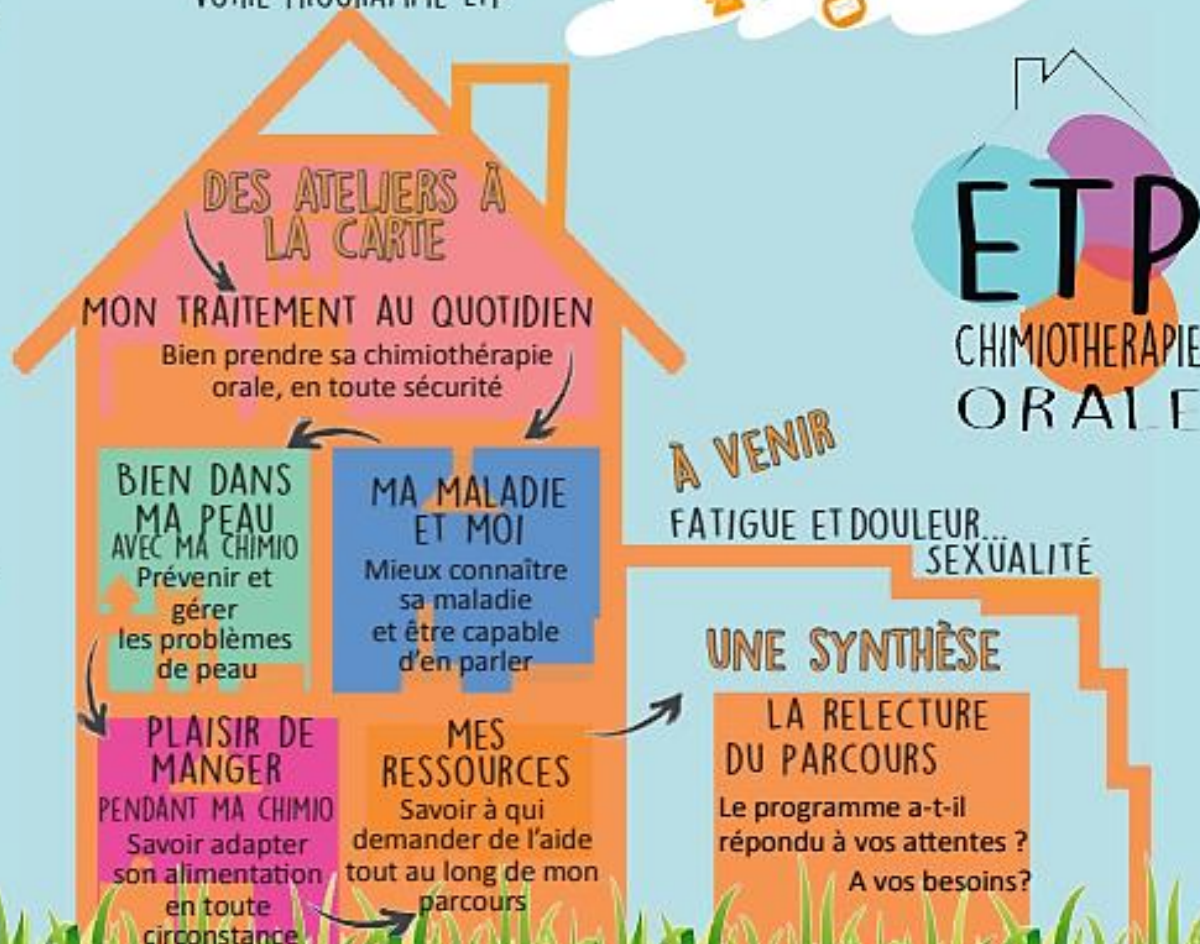 VOTRE PROGRAMME ETP
DES ATELIERS À
LA CARTE
MON TRAITEMENT AU QUOTIDIEN
Bien prendre sa chimiothérapie
orale, en toute sécurité
BIEN DANS
MA PEAU
AVEC MA CHIMIO
Prévenir et
gérer
les problèmes
de peau
MA MALADIE
ET MOI
Mieux connaître
sa maladie
et être capable
d'en parler
PLAISIR DE
MANGER
PENDANT MA CHIMIO
Savoir adapter
son alimentation
en toute
circonstance
MES
RESSOURCES
Savoir à qui
demander de l'aide
tout au long de mon
parcours
ETP
CHIMIOTHERAPIE
ORALE
À VENIR
FATIGUE ET DOULEUR...
SEXUALITÉ
UNE SYNTHÈSE
LA RELECTURE
DU PARCOURS
Le programme a-t-il
répondu à vos attentes ?
A vos besoins?